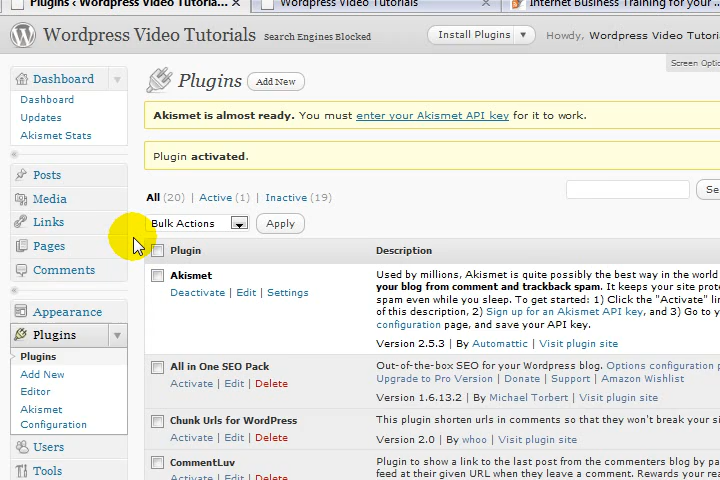 Plugins ‹ Wordpress Video Tutorial...
Wordpress Video Tutorials
Internet Business Training for your ...
Wordpress Video Tutorials
Search Engines Blocked
Install Plugins
Howdy, Wordpress Video Tutor
Screen Optio
Dashboard
Dashboard
Updates
Akismet Stats
Posts
Media
Links
Pages
Comments
Appearance
Plugins
Plugins
Add New
Editor
Akismet
Configuration
Users
Tools
Plugins
Add New
Akismet is almost ready. You must enter your Akismet API key for it to work.
Plugin activated.
All (20) | Active (1) | Inactive (19)
Se
Bulk Actions
Apply
Plugin
Description
Akismet
Deactivate | Edit | Settings
Used by millions, Akismet is quite possibly the best way in the world
your blog from comment and trackback spam. It keeps your site prote
spam even while you sleep. To get started: 1) Click the "Activate" lin
of this description, 2) Sign up for an Akismet API key, and 3) Go to yo
configuration page, and save your API key.
Version 2.5.3 | By Automattic | Visit plugin site
All in One SEO Pack
Activate | Edit | Delete
Out-of-the-box SEO for your Wordpress blog. Options configuration p
Upgrade to Pro Version | Donate | Support | Amazon Wishlist
Version 1.6.13.2 | By Michael Torbert | Visit plugin site
Chunk Urls for WordPress
Activate | Edit | Delete
This plugin shorten urls in comments so that they won't break your si
Version 2.0 | By whoo | Visit plugin site
CommentLuv
Activate | Edit | Delete
Plugin to show a link to the last post from the commenters blog by pa
feed at their given URL when they leave a comment. Rewards your rea